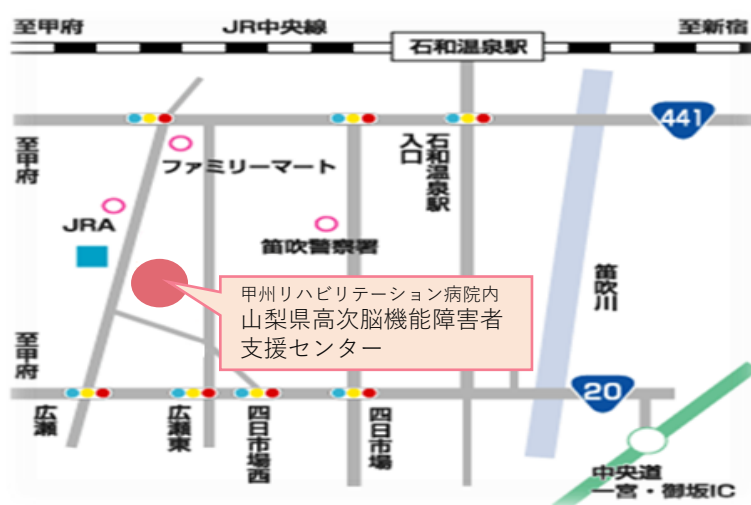 至甲府
JR中央線
至新宿
石和温泉駅
441
至甲府
ファミリーマート
石和温泉駅
入口
JRA
笛吹警察署
笛吹川
甲州リハビリテーション病院内
山梨県高次脳機能障害者
支援センター
至甲府
20
広瀬
広瀬東
四日市場西
四日市場
中央道
一宮・御坂IC